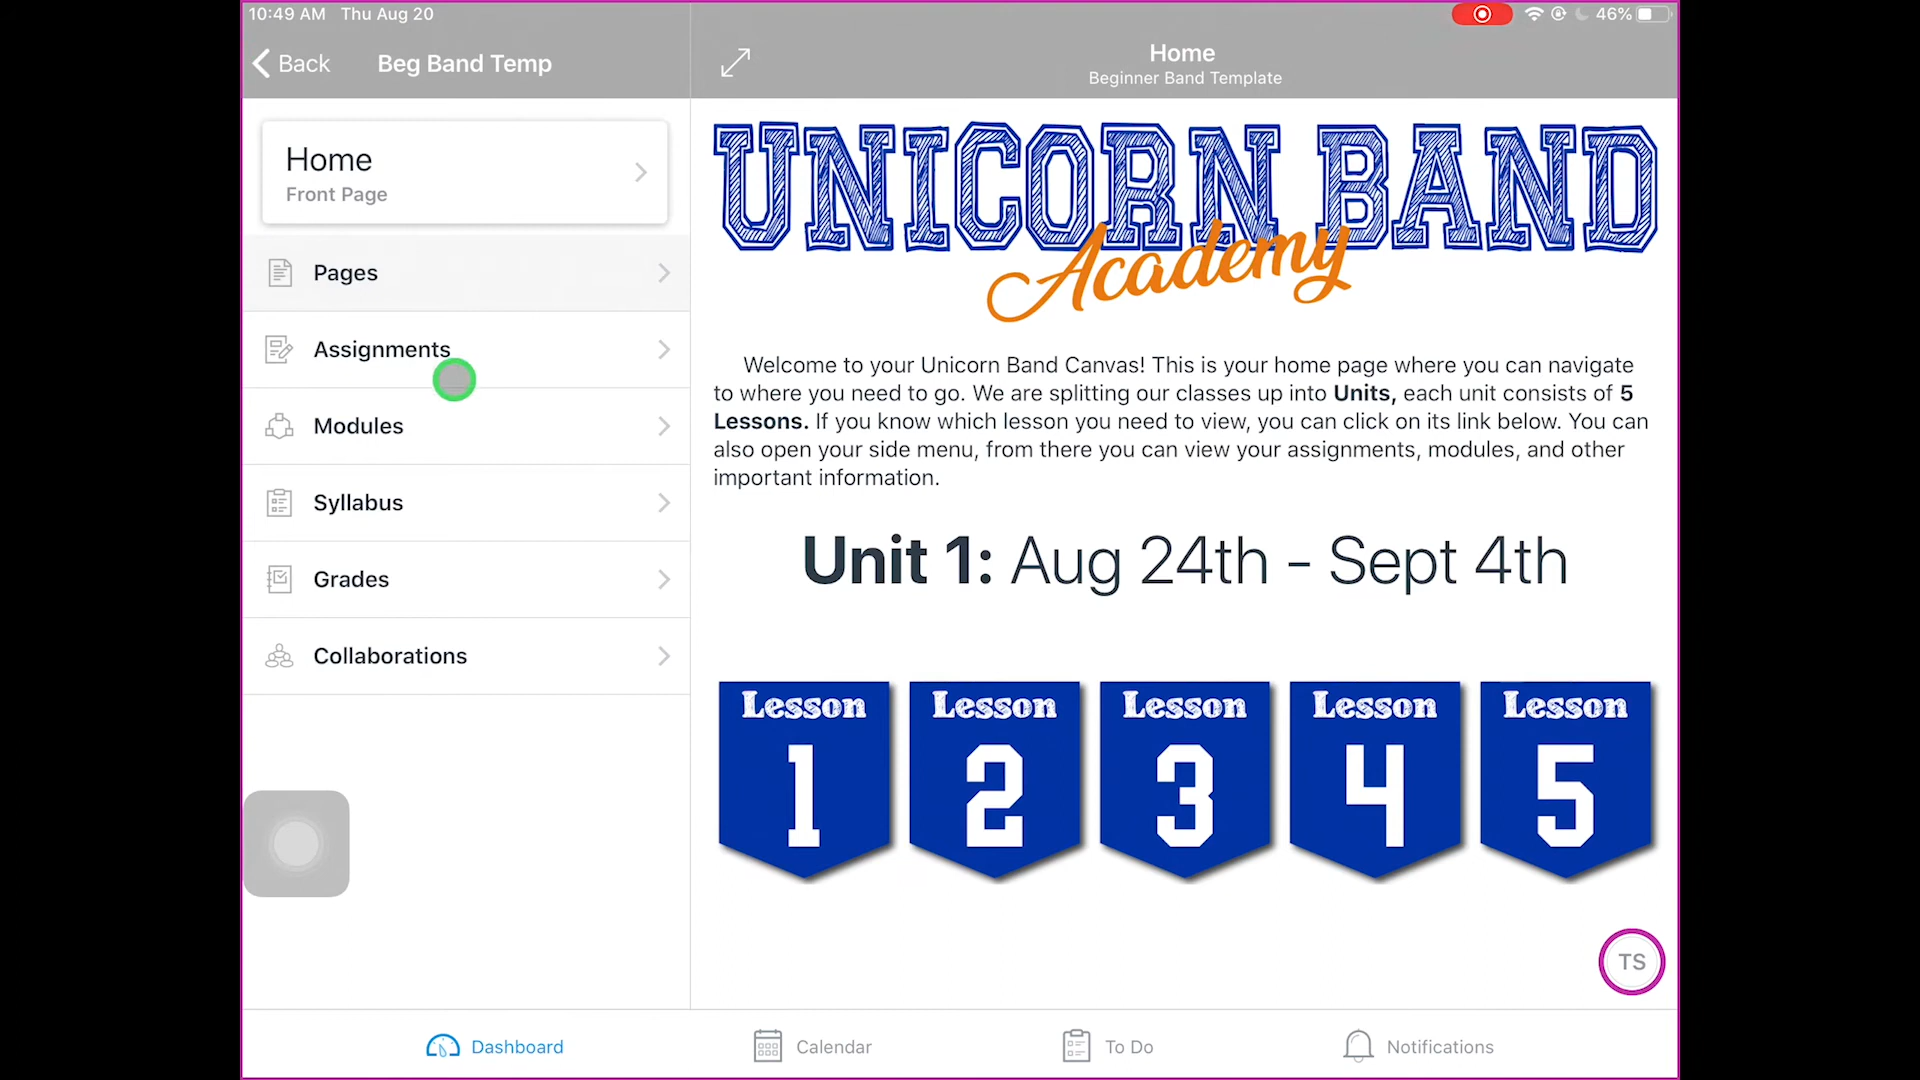 10:49 AM Thu Aug 20
46%
Back
Beg Band Temp
Home
Beginner Band Template
Home
Front Page
Pages
Assignments
Modules
Syllabus
Grades
Collaborations
UNICORN BAND
Academy
Welcome to your Unicorn Band Canvas! This is your home page where you can navigate
to where you need to go. We are splitting our classes up into Units, each unit consists of 5
Lessons. If you know which lesson you need to view, you can click on its link below. You can
also open your side menu, from there you can view your assignments, modules, and other
important information.
Unit 1: Aug 24th - Sept 4th
Lesson Lesson Lesson Lesson Lesson
1 2 3 4 5
TS
Dashboard
Calendar
To Do
Notifications